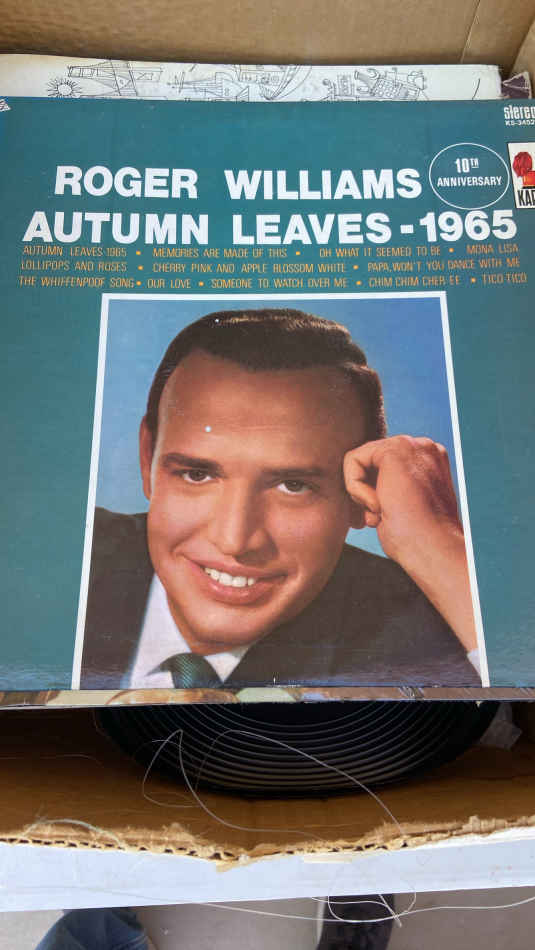 stereo
KS-3452
10TH
ANNIVERSARY
ROGER WILLIAMS
AUTUMN LEAVES-1965
AUTUMN LEAVES-1965 • MEMORIES ARE MADE OF THIS • OH WHAT IT SEEMED TO BE • MONA LISA
LOLLIPOPS AND ROSES • CHERRY PINK AND APPLE BLOSSOM WHITE • PAPA, WON'T YOU DANCE WITH ME
THE WHIFFENPOOF SONG • OUR LOVE • SOMEONE TO WATCH OVER ME • CHIM CHIM CHER-EE • TICO TICO